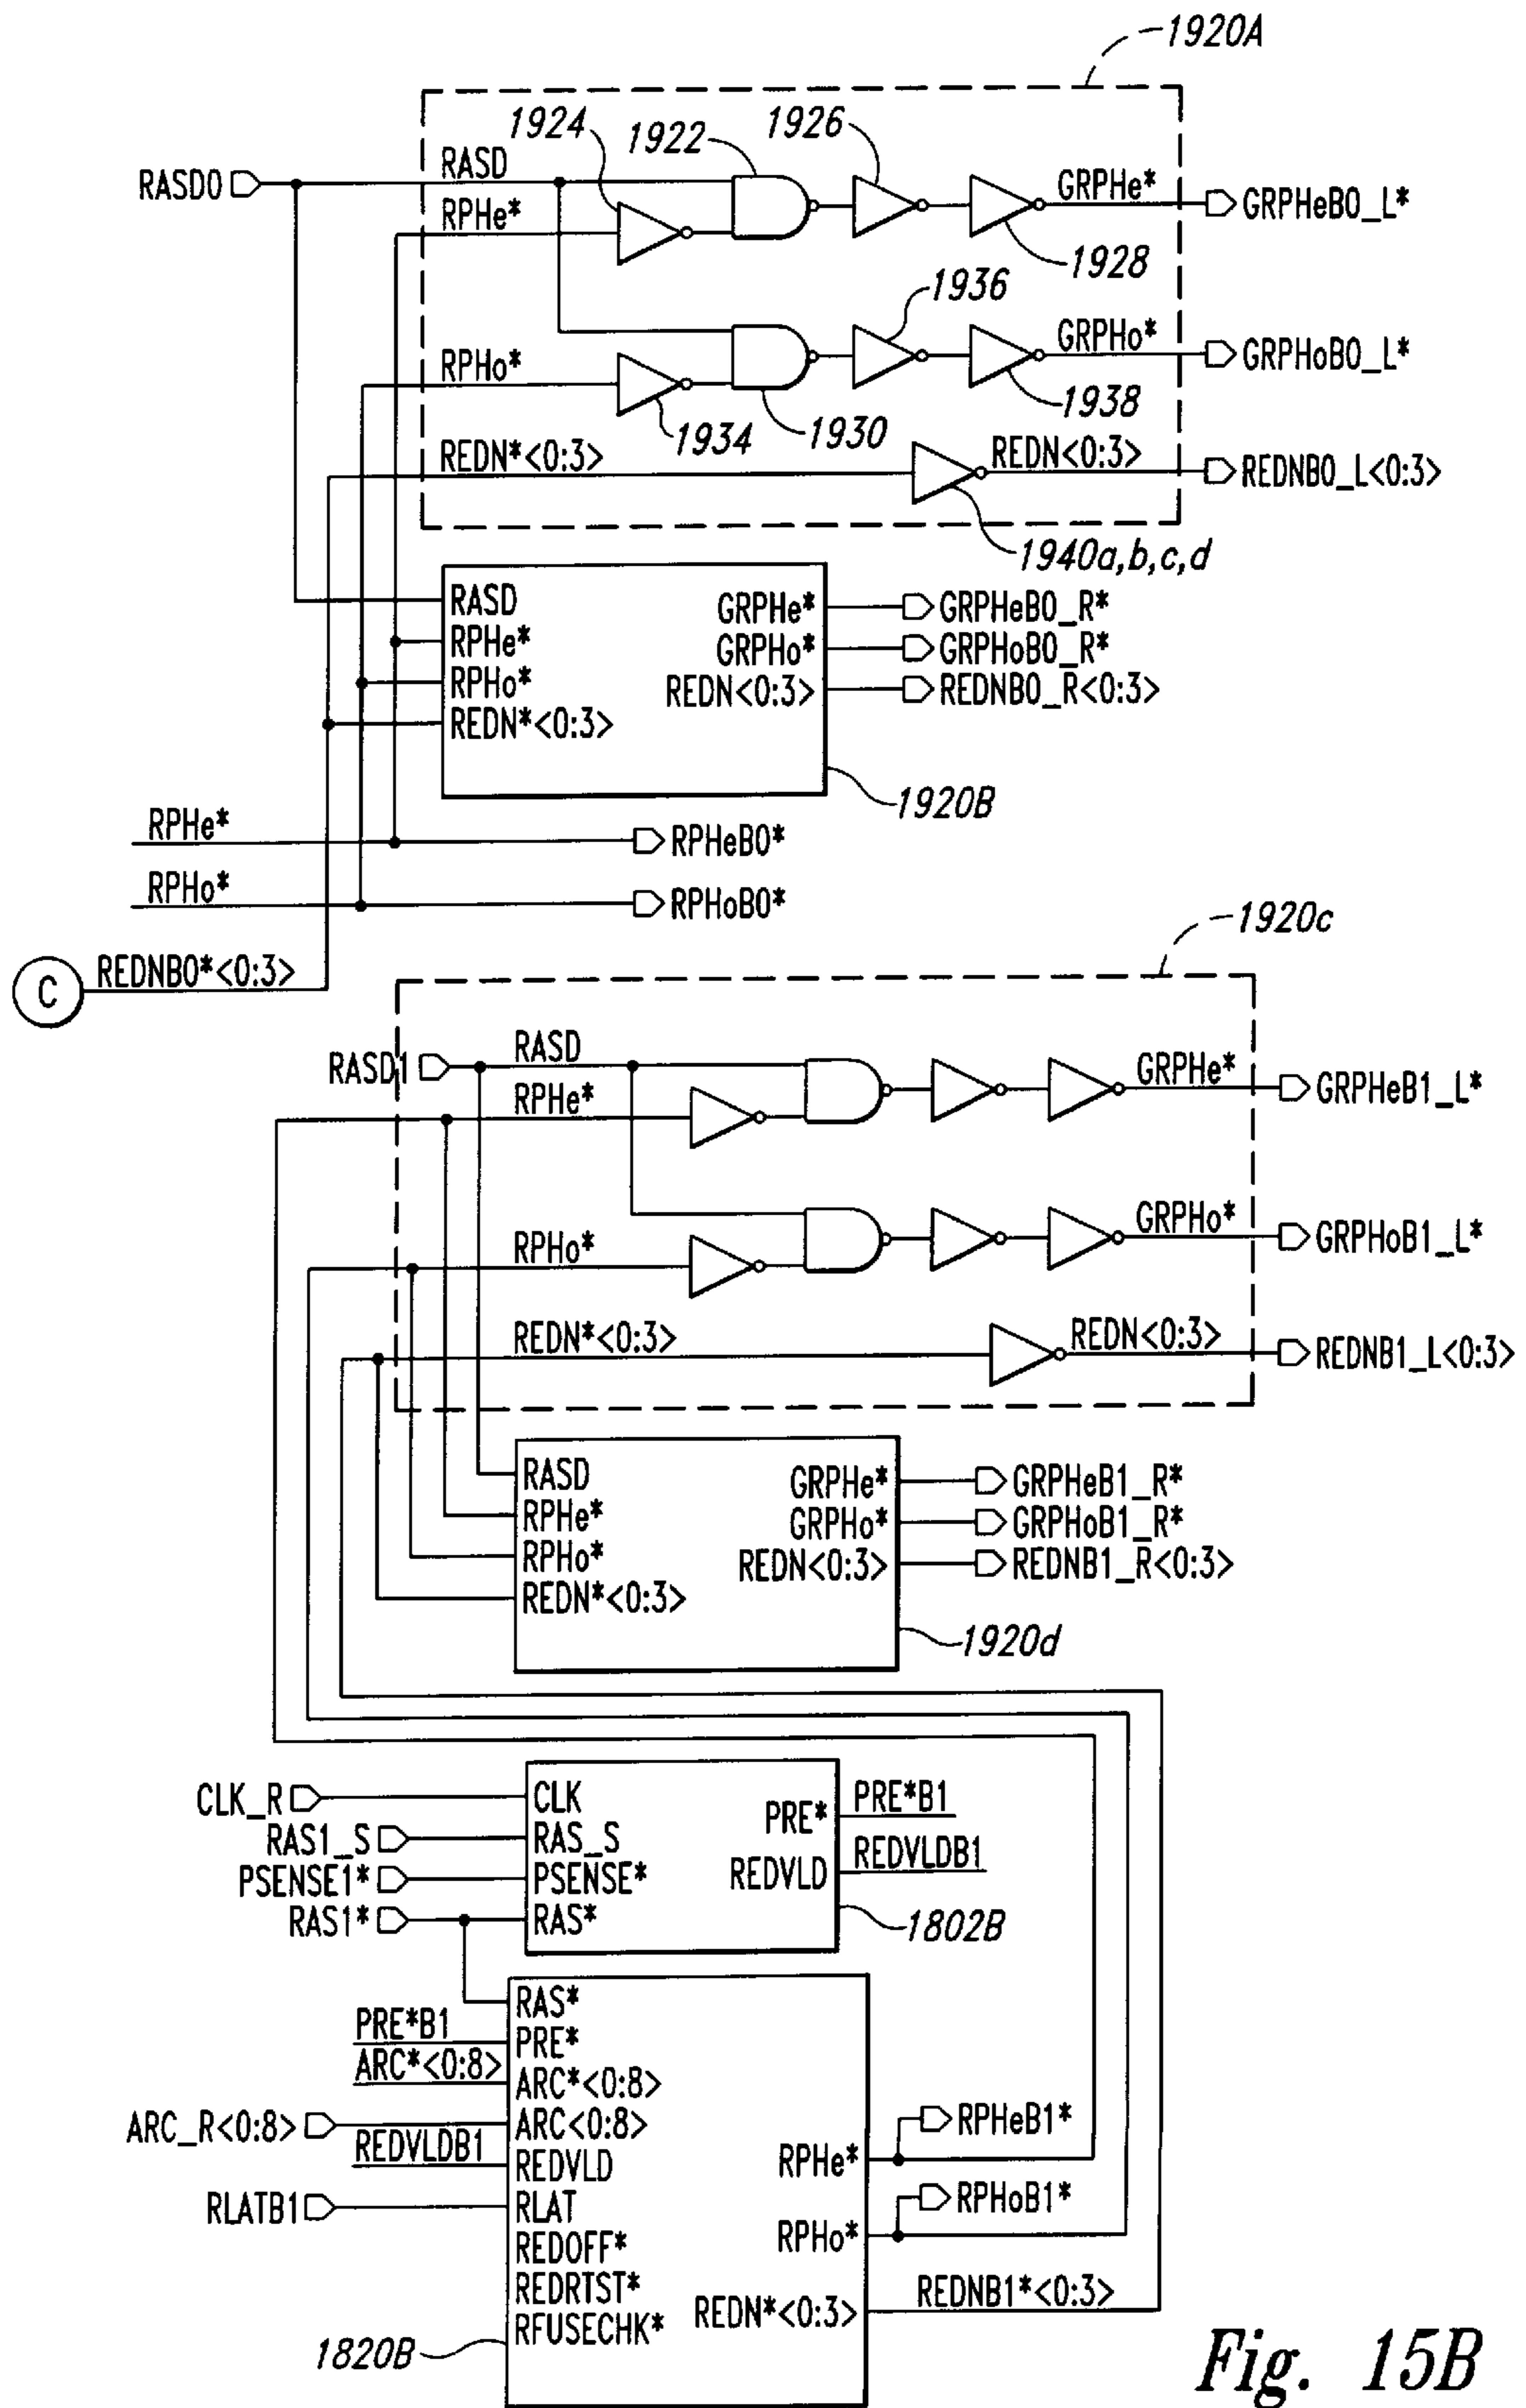 1920A
1924
1922
1926
RASD0
RASD
RPHe*
GRPHe*
GRPHeB0_L*
1928
1936
RPHo*
GRPHo*
GRPHoB0_L*
1934
1930
1938
REDN*<0:3>
REDN<0:3>
REDNB0_L<0:3>
1940a,b,c,d
RASD
RPHe*
RPHo*
REDN*<0:3>
GRPHe*
GRPHo*
REDN<0:3>
GRPHeB0_R*
GRPHoB0_R*
REDNB0_R<0:3>
1920B
RPHe*
RPHeB0*
RPHo*
RPHoB0*
C
REDNB0*<0:3>
1920c
RASD1
RASD
RPHe*
GRPHe*
GRPHeB1_L*
RPHo*
GRPHo*
GRPHoB1_L*
REDN*<0:3>
REDN<0:3>
REDNB1_L<0:3>
RASD
RPHe*
RPHo*
REDN*<0:3>
GRPHe*
GRPHo*
REDN<0:3>
GRPHeB1_R*
GRPHoB1_R*
REDNB1_R<0:3>
1920d
CLK_R
RAS1_S
PSENSE1*
RAS1*
CLK
RAS_S
PSENSE*
RAS*
PRE*
REDVLD
PRE*B1
REDVLDB1
1802B
PRE*B1
ARC*<0:8>
ARC_R<0:8>
REDVLDB1
RLATB1
RAS*
PRE*
ARC*<0:8>
ARC<0:8>
REDVLD
RLAT
REDOFF*
REDRTST*
RFUSECHK*
RPHe*
RPHo*
REDN*<0:3>
RPHeB1*
RPHoB1*
REDNB1*<0:3>
1820B
Fig. 15B